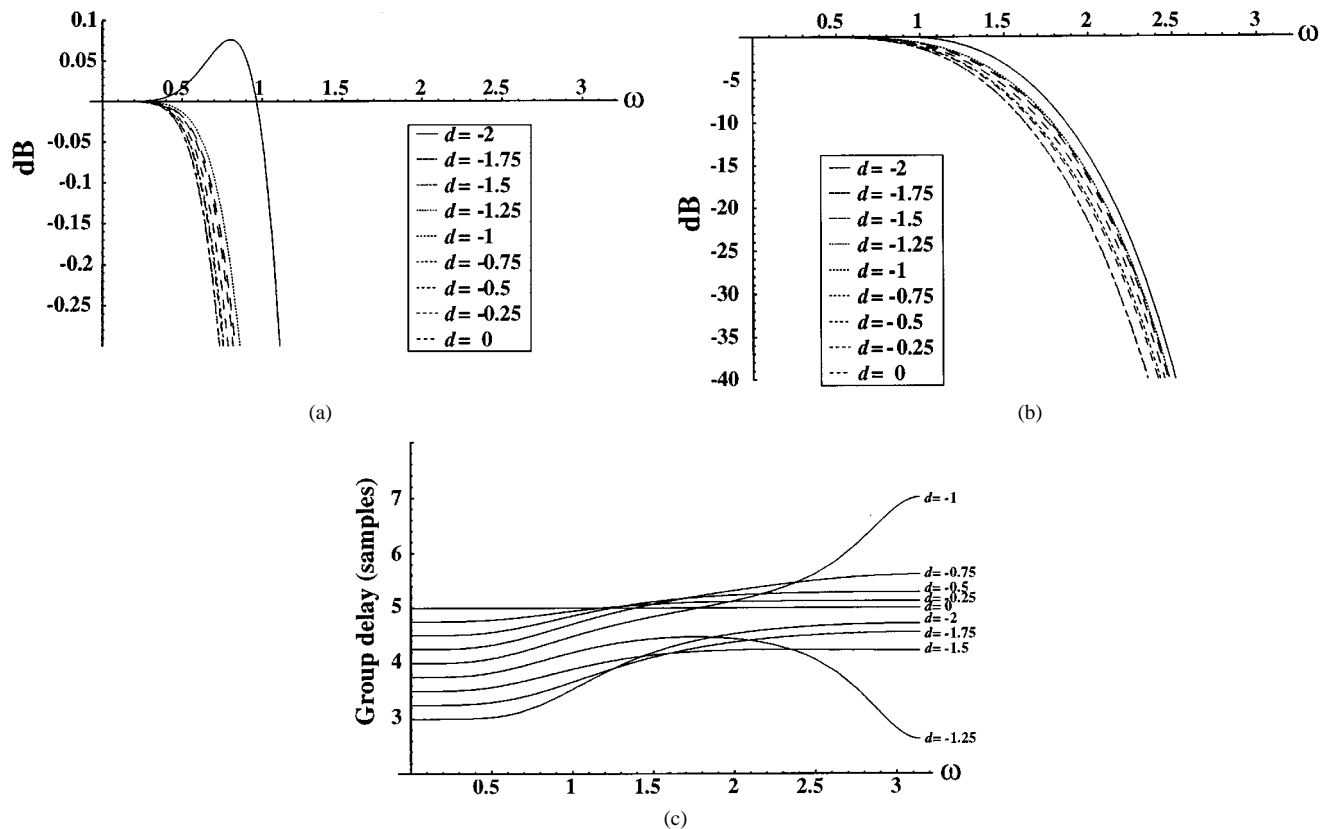 0.1
0.05
-0.05
-0.1
-0.15
-0.2
-0.25
dB
0.5 1 1.5 2 2.5 3 ω
d = -2
d = -1.75
d = -1.5
d = -1.25
d = -1
d = -0.75
d = -0.5
d = -0.25
d = 0
(a)
0.5 1 1.5 2 2.5 3 ω
-5
-10
-15
-20
-25
-30
-35
-40
dB
d = -2
d = -1.75
d = -1.5
d = -1.25
d = -1
d = -0.75
d = -0.5
d = -0.25
d = 0
(b)
Group delay (samples)
7
6
5
4
3
d= -1
d= -0.75
d= -0.5
d= -0.25
d= 0
d= -2
d= -1.75
d= -1.5
d= -1.25
0.5 1 1.5 2 2.5 3 ω
(c)